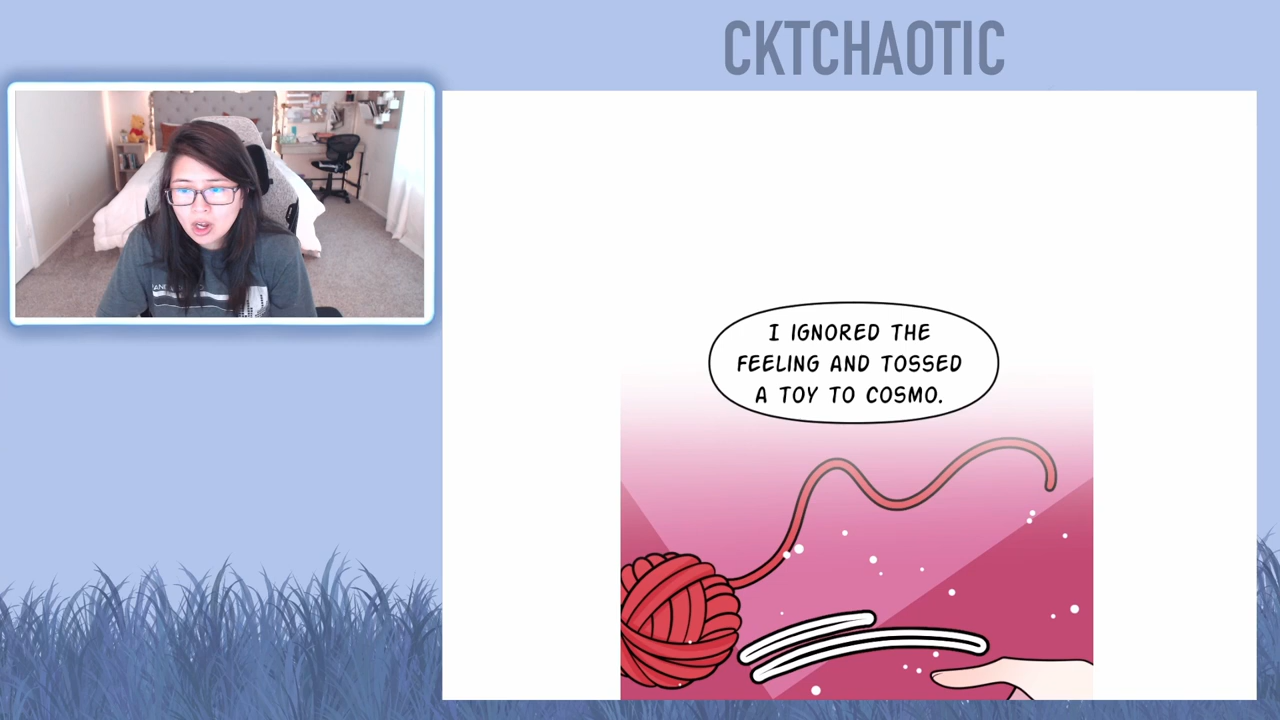 CKTCHAOTIC
I IGNORED THE
FEELING AND TOSSED
A TOY TO COSMO.